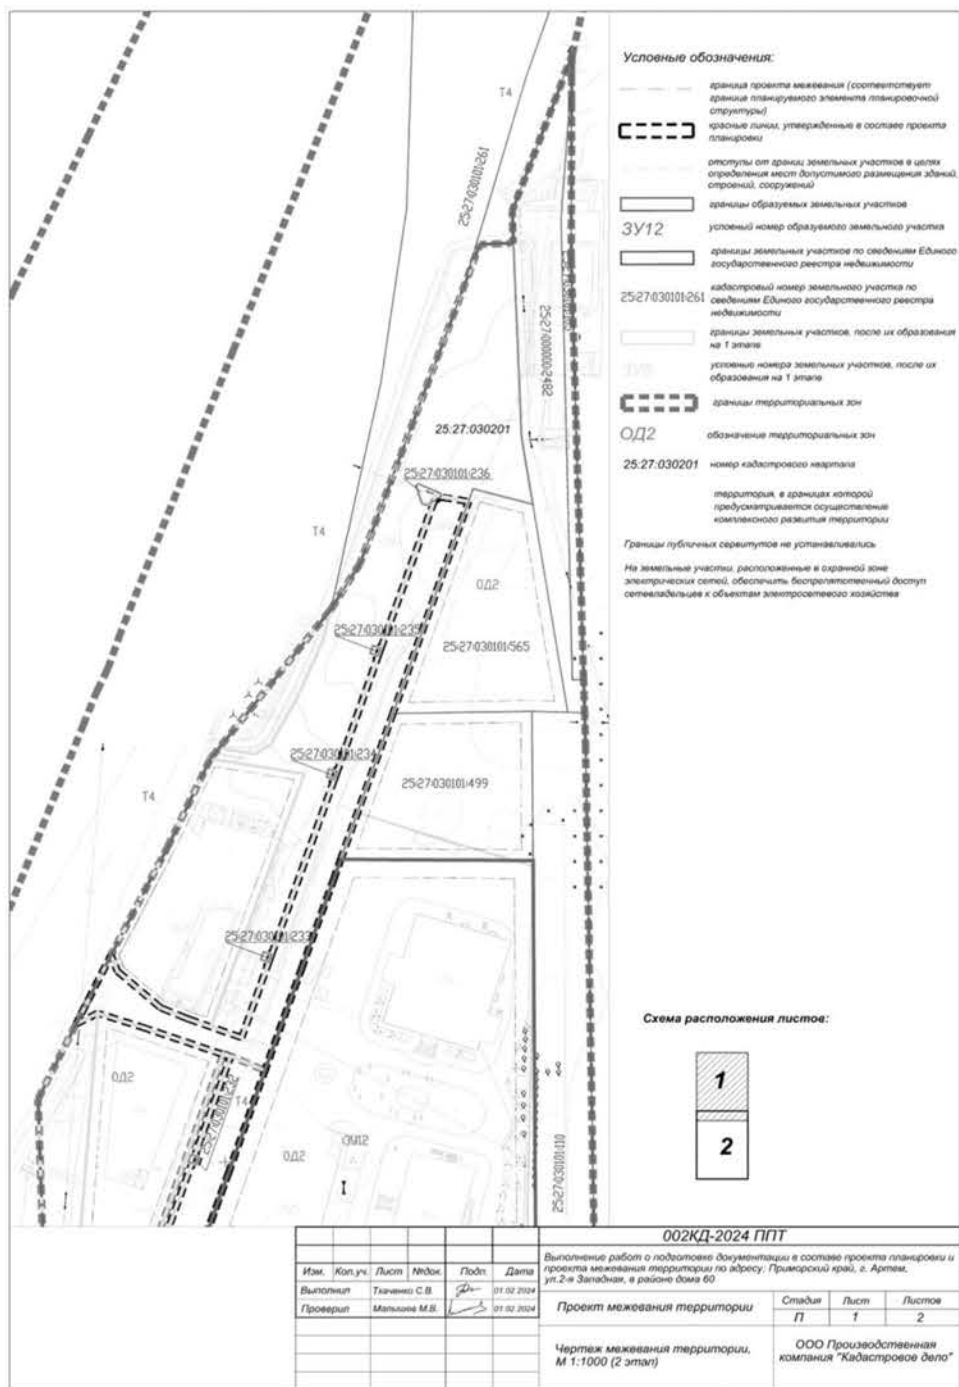 Условные обозначения:
граница проекта межевания (соответствует
границе планируемого элемента планировочной
структуры)
красные линии, утвержденные в составе проекта
планировки
отступы от границ земельных участков в целях
определения мест допустимого размещения зданий,
строений, сооружений
границы образуемых земельных участков
ЗУ12
условный номер образуемого земельного участка
границы земельных участков по сведениям Единого
государственного реестра недвижимости
25:27:030101:261
кадастровый номер земельного участка по
сведениям Единого государственного реестра
недвижимости
границы земельных участков, после их образования
на 1 этапе
условные номера земельных участков, после их
образования на 1 этапе
границы территориальных зон
ОД2
обозначение территориальных зон
25:27:030201
номер кадастрового квартала
территория, в границах которой
предусматривается осуществление
комплексного развития территории
Границы публичных сервитутов не устанавливались
На земельные участки, расположенные в охранной зоне
электрических сетей, обеспечить беспрепятственный доступ
сетевладельцев к объектам электросетевого хозяйства
Т4
25:27:030101:261
25:27:000000:2482
25:27:030201
25:27:030101:236
Т4
ОД2
25:27:030101:235
25:27:030101:565
25:27:030101:234
25:27:030101:499
Т4
25:27:030101:233
ОД2
25:27:030101:232
Т4
ОД2
ЗУ12
25:27:030101:110
Схема расположения листов:
1
2
002КД-2024 ППТ
Выполнение работ о подготовке документации в составе проекта планировки и
проекта межевания территории по адресу: Приморский край, г. Артем,
ул.2-я Западная, в районе дома 60
Изм. Кол.уч. Лист №док. Подп. Дата
Выполнил Ткаченко С.В. 01.02.2024
Проверил Малышев М.В. 01.02.2024
Проект межевания территории
Стадия Лист Листов
П 1 2
Чертеж межевания территории,
М 1:1000 (2 этап)
ООО Производственная
компания "Кадастровое дело"